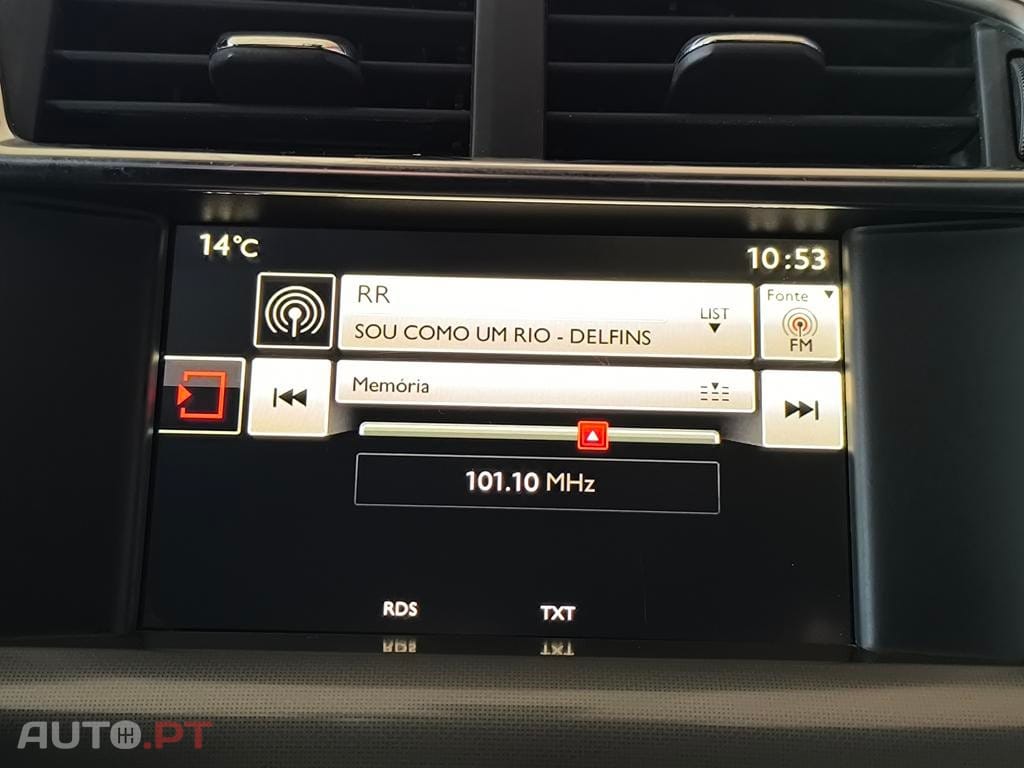 14°C
10:53
RR
SOU COMO UM RIO - DELFINS
LIST
Fonte
FM
Memória
101.10 MHz
RDS
TXT
AUTO.PT